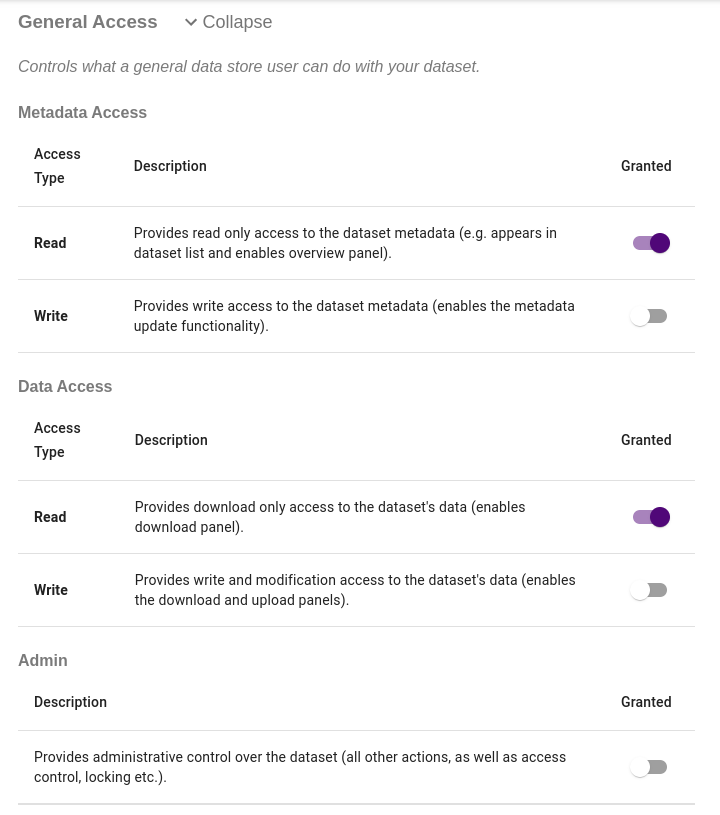 General Access Collapse
Controls what a general data store user can do with your dataset.
Metadata Access
Access
Type
Description
Granted
Read
Provides read only access to the dataset metadata (e.g. appears in
dataset list and enables overview panel).
Write
Provides write access to the dataset metadata (enables the metadata
update functionality).
Data Access
Access
Type
Description
Granted
Read
Provides download only access to the dataset's data (enables
download panel).
Write
Provides write and modification access to the dataset's data (enables
the download and upload panels).
Admin
Description
Granted
Provides administrative control over the dataset (all other actions, as well as access
control, locking etc.).